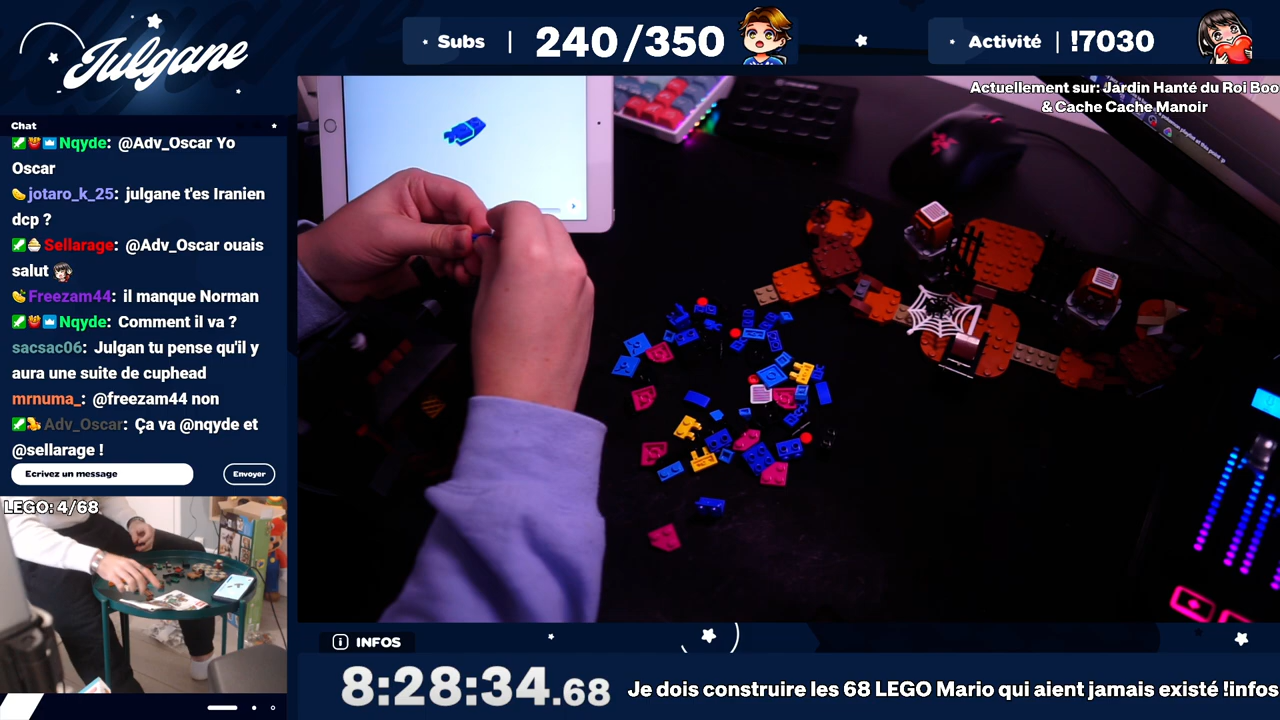 Julgane
Subs | 240/350
Activité | !7030
Actuellement sur: Jardin Hanté du Roi Boo
& Cache Cache Manoir
Chat
Nqyde: @Adv_Oscar Yo
Oscar
jotaro_k_25: julgane t'es Iranien
dcp ?
Sellarage: @Adv_Oscar ouais
salut
Freezam44: il manque Norman
Nqyde: Comment il va ?
sacsac06: Julgan tu pense qu'il y
aura une suite de cuphead
mrnuma_: @freezam44 non
Adv_Oscar: Ça va @nqyde et
@sellarage !
Ecrivez un message
Envoyer
LEGO: 4/68
INFOS
8:28:34.68
Je dois construire les 68 LEGO Mario qui aient jamais existé !infos